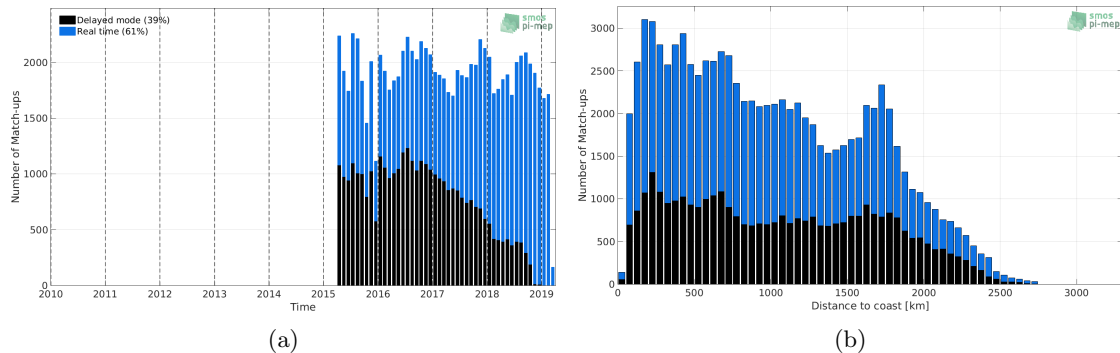 Delayed mode (39%)
Real time (61%)
smos
pi-mep
Number of Match-ups
2000
1500
1000
500
0
2010 2011 2012 2013 2014 2015 2016 2017 2018 2019
Time
(a)
smos
pi-mep
Number of Match-ups
3000
2500
2000
1500
1000
500
0
0 500 1000 1500 2000 2500 3000
Distance to coast [km]
(b)